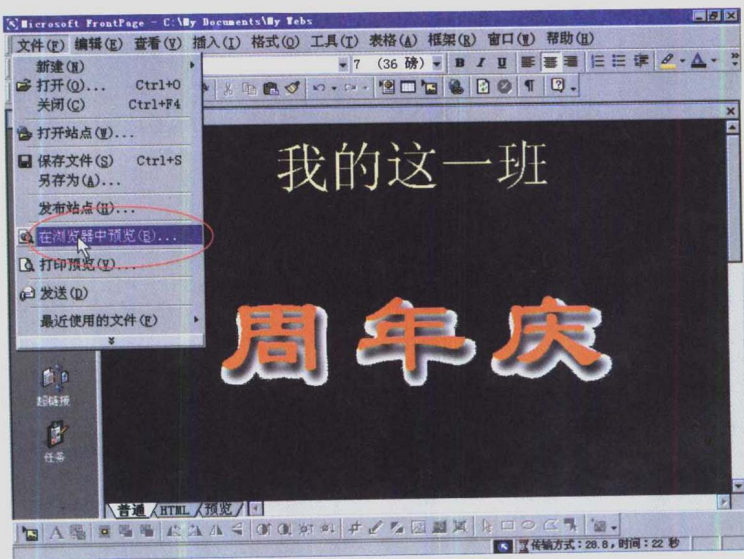 Microsoft FrontPage - C:\My Documents\My Webs
文件(F) 编辑(E) 查看(V) 插入(I) 格式(O) 工具(T) 表格(A) 框架(R) 窗口(W) 帮助(H)
7 (36 磅) B I U
新建(N)
打开(O)... Ctrl+O
关闭(C) Ctrl+F4
打开站点(W)...
保存文件(S) Ctrl+S
另存为(A)...
发布站点(H)...
在浏览器中预览(B)...
打印预览(V)...
发送(D)
最近使用的文件(F)
我的这一班
周年庆
超链接
任务
普通 HTML 预览
传输方式:28.8,时间:22 秒